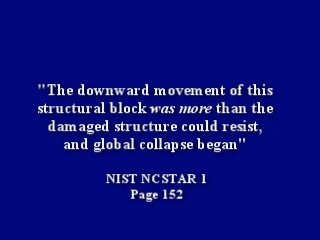 "The downward movement of this
structural block was more than the
damaged structure could resist,
and global collapse began"
NIST NCSTAR 1
Page 152